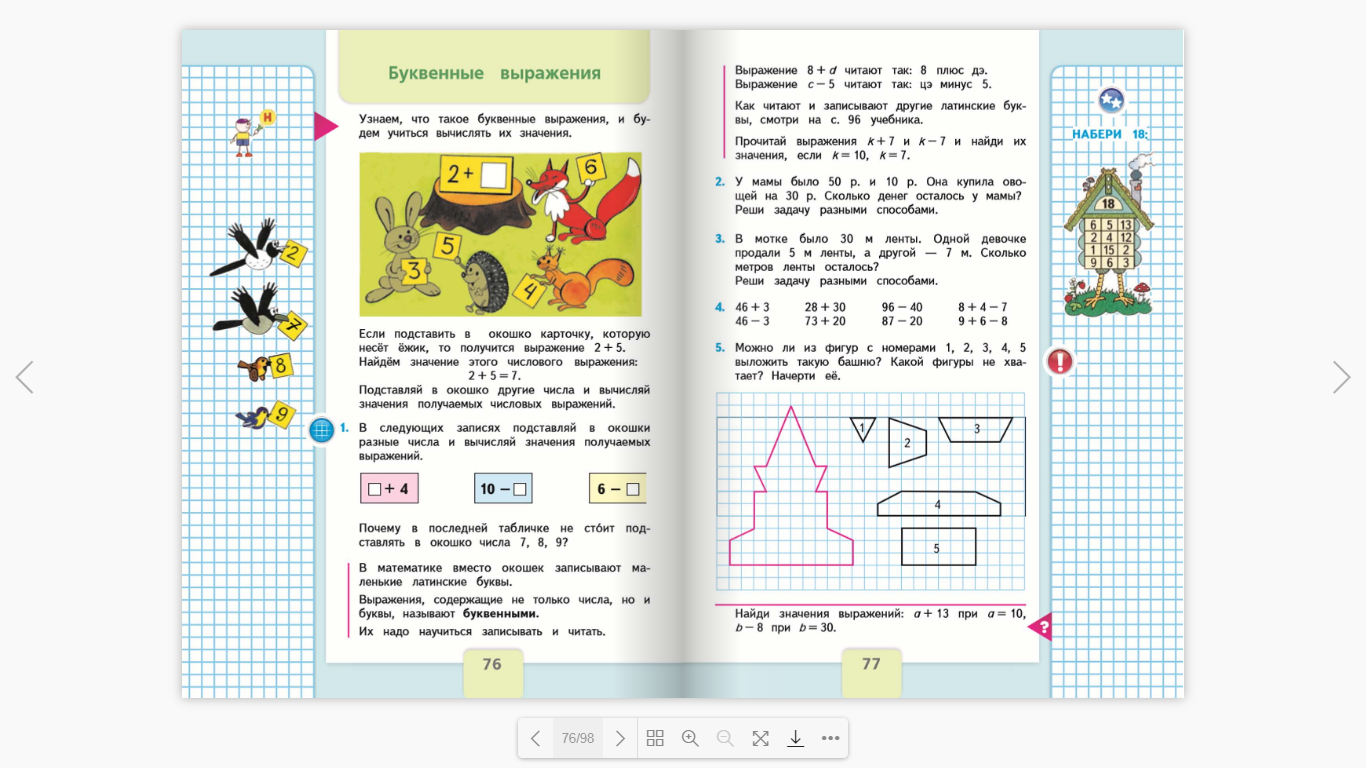 Буквенные выражения
Н
Узнаем, что такое буквенные выражения, и бу-
дем учиться вычислять их значения.
2 +
6
5
3
4
2
7
8
9
Если подставить в окошко карточку, которую
несёт ёжик, то получится выражение 2 + 5.
Найдём значение этого числового выражения:
2 + 5 = 7.
Подставляй в окошко другие числа и вычисляй
значения получаемых числовых выражений.
1. В следующих записях подставляй в окошки
разные числа и вычисляй значения получаемых
выражений.
□ + 4 10 − □ 6 − □
Почему в последней табличке не сто́ит под-
ставлять в окошко числа 7, 8, 9?
В математике вместо окошек записывают ма-
ленькие латинские буквы.
Выражения, содержащие не только числа, но и
буквы, называют буквенными.
Их надо научиться записывать и читать.
76
Выражение 8 + d читают так: 8 плюс дэ.
Выражение c − 5 читают так: цэ минус 5.
Как читают и записывают другие латинские бук-
вы, смотри на с. 96 учебника.
Прочитай выражения k + 7 и k − 7 и найди их
значения, если k = 10, k = 7.
2. У мамы было 50 р. и 10 р. Она купила ово-
щей на 30 р. Сколько денег осталось у мамы?
Реши задачу разными способами.
3. В мотке было 30 м ленты. Одной девочке
продали 5 м ленты, а другой — 7 м. Сколько
метров ленты осталось?
Реши задачу разными способами.
4. 46 + 3 28 + 30 96 − 40 8 + 4 − 7
46 − 3 73 + 20 87 − 20 9 + 6 − 8
5. Можно ли из фигур с номерами 1, 2, 3, 4, 5
выложить такую башню? Какой фигуры не хва-
тает? Начерти её.
1
2
3
4
5
Найди значения выражений: a + 13 при a = 10,
b − 8 при b = 30.
?
77
НАБЕРИ 18:
18
1 5 13
2 4 12
1 15 2
9 6 3
!
76/98